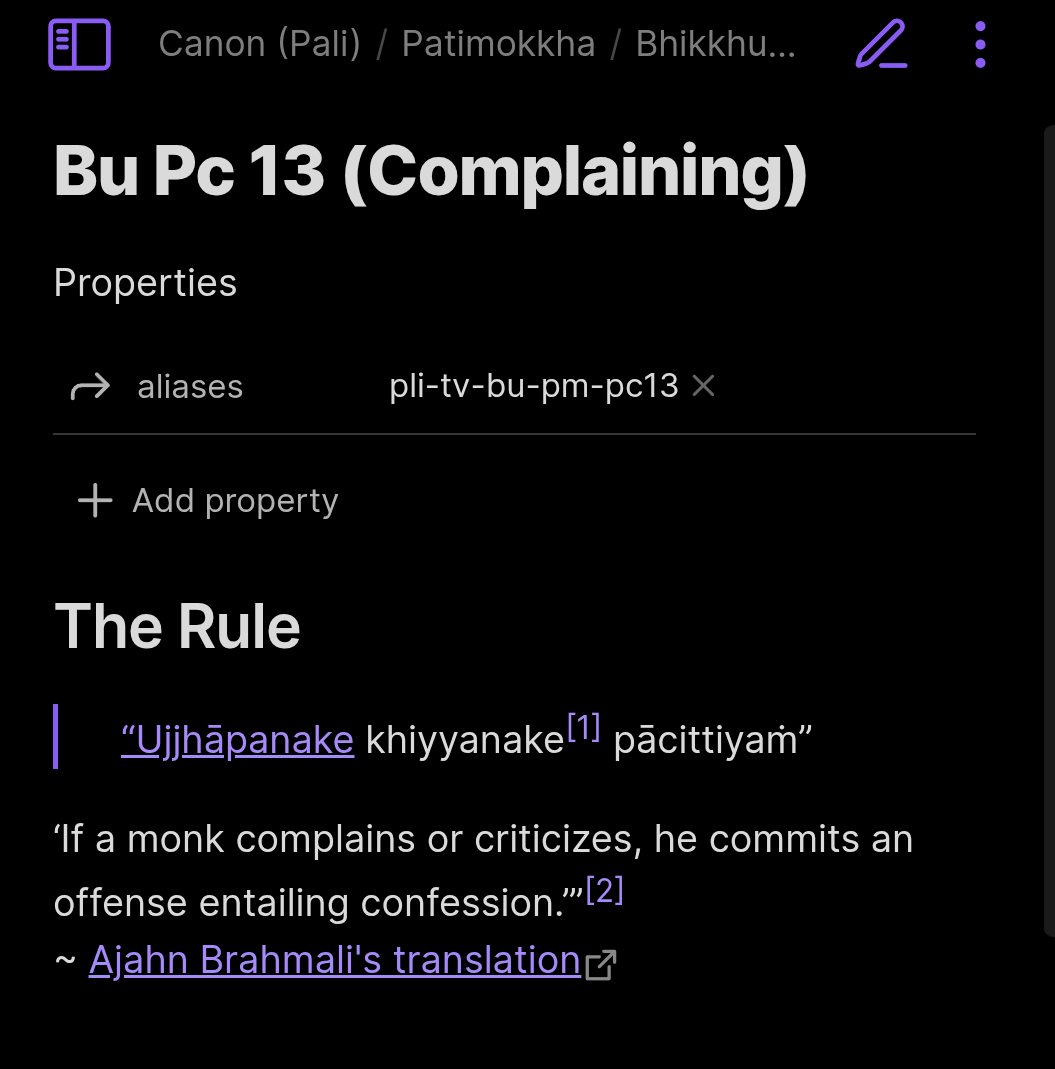 Canon (Pali) / Patimokkha / Bhikkhu...
Bu Pc 13 (Complaining)
Properties
aliases pli-tv-bu-pm-pc13
Add property
The Rule
“Ujjhāpanake khiyyanake[1] pācittiyaṁ”
‘If a monk complains or criticizes, he commits an
offense entailing confession.’”[2]
~ Ajahn Brahmali's translation